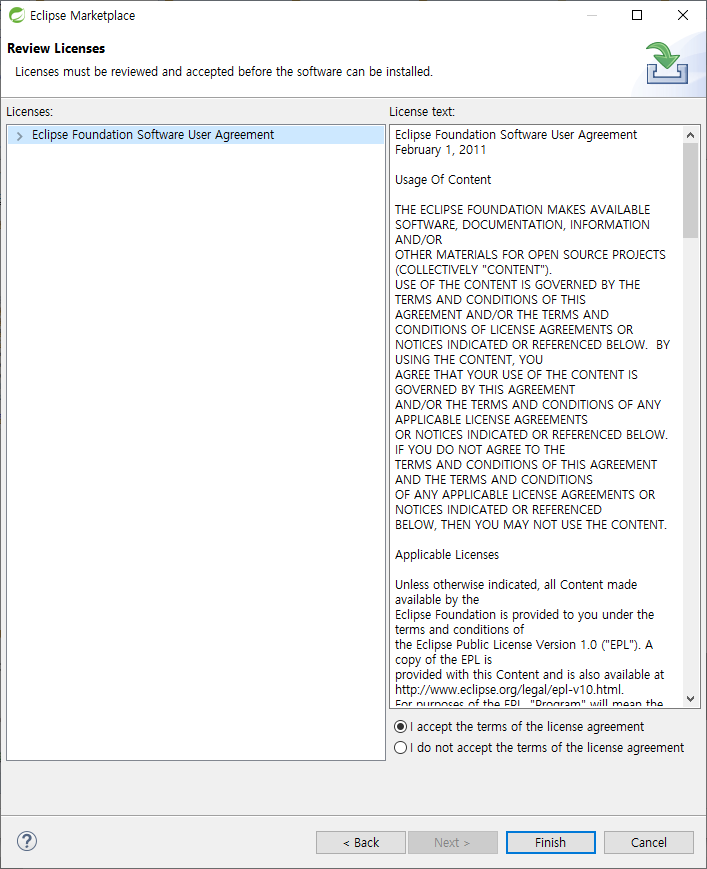 Eclipse Marketplace
Review Licenses
Licenses must be reviewed and accepted before the software can be installed.
Licenses:
Eclipse Foundation Software User Agreement
License text:
Eclipse Foundation Software User Agreement
February 1, 2011
Usage Of Content
THE ECLIPSE FOUNDATION MAKES AVAILABLE
SOFTWARE, DOCUMENTATION, INFORMATION
AND/OR
OTHER MATERIALS FOR OPEN SOURCE PROJECTS
(COLLECTIVELY "CONTENT").
USE OF THE CONTENT IS GOVERNED BY THE
TERMS AND CONDITIONS OF THIS
AGREEMENT AND/OR THE TERMS AND
CONDITIONS OF LICENSE AGREEMENTS OR
NOTICES INDICATED OR REFERENCED BELOW.  BY
USING THE CONTENT, YOU
AGREE THAT YOUR USE OF THE CONTENT IS
GOVERNED BY THIS AGREEMENT
AND/OR THE TERMS AND CONDITIONS OF ANY
APPLICABLE LICENSE AGREEMENTS
OR NOTICES INDICATED OR REFERENCED BELOW.
IF YOU DO NOT AGREE TO THE
TERMS AND CONDITIONS OF THIS AGREEMENT
AND THE TERMS AND CONDITIONS
OF ANY APPLICABLE LICENSE AGREEMENTS OR
NOTICES INDICATED OR REFERENCED
BELOW, THEN YOU MAY NOT USE THE CONTENT.
Applicable Licenses
Unless otherwise indicated, all Content made
available by the
Eclipse Foundation is provided to you under the
terms and conditions of
the Eclipse Public License Version 1.0 ("EPL"). A
copy of the EPL is
provided with this Content and is also available at
http://www.eclipse.org/legal/epl-v10.html.
For purposes of the EPL, "Program" will mean the
I accept the terms of the license agreement
I do not accept the terms of the license agreement
?
< Back
Next >
Finish
Cancel